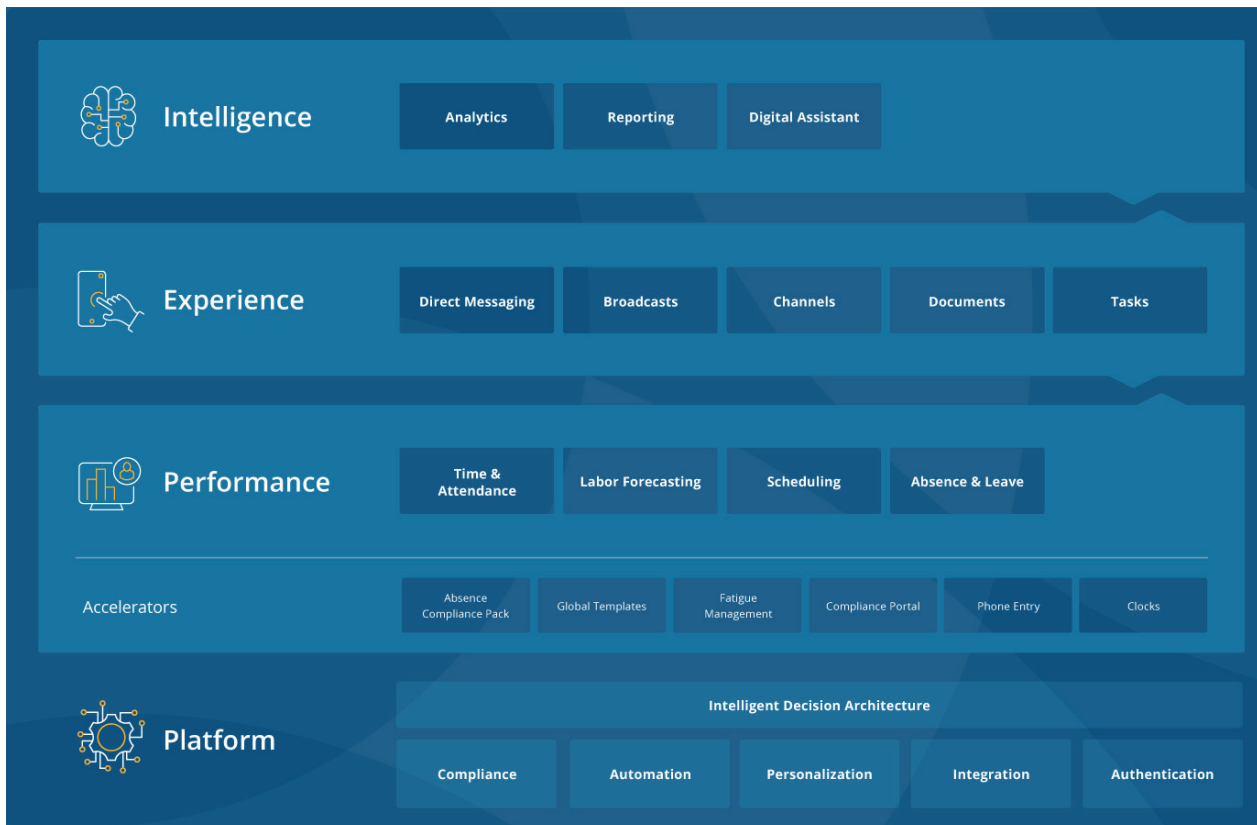 Intelligence
Analytics
Reporting
Digital Assistant
Experience
Direct Messaging
Broadcasts
Channels
Documents
Tasks
Performance
Time &
Attendance
Labor Forecasting
Scheduling
Absence & Leave
Accelerators
Absence
Compliance Pack
Global Templates
Fatigue
Management
Compliance Portal
Phone Entry
Clocks
Platform
Intelligent Decision Architecture
Compliance
Automation
Personalization
Integration
Authentication